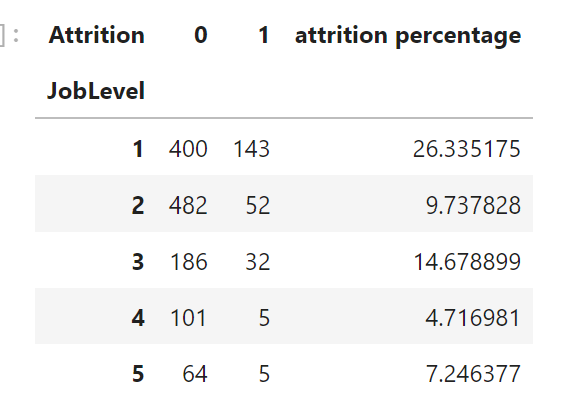 ]: Attrition 0 1 attrition percentage
JobLevel
1 400 143 26.335175
2 482 52 9.737828
3 186 32 14.678899
4 101 5 4.716981
5 64 5 7.246377